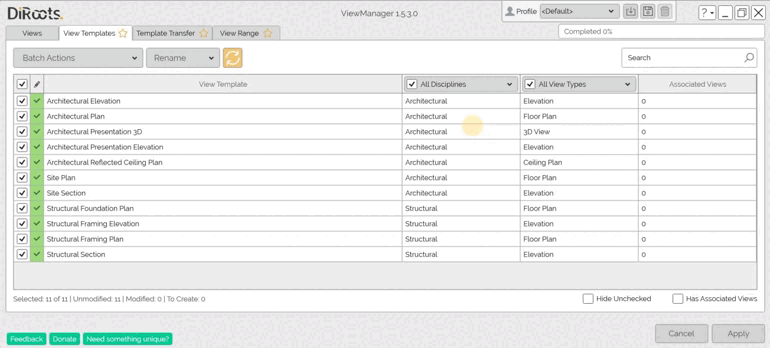 DiRoots.
ViewManager 1.5.3.0
Profile <Default>
?
Views View Templates Template Transfer View Range
Completed 0%
Batch Actions Rename Search
View Template All Disciplines All View Types Associated Views
Architectural Elevation Architectural Elevation 0
Architectural Plan Architectural Floor Plan 0
Architectural Presentation 3D Architectural 3D View 0
Architectural Presentation Elevation Architectural Elevation 0
Architectural Reflected Ceiling Plan Architectural Ceiling Plan 0
Site Plan Architectural Floor Plan 0
Site Section Architectural Elevation 0
Structural Foundation Plan Structural Floor Plan 0
Structural Framing Elevation Structural Elevation 0
Structural Framing Plan Structural Floor Plan 0
Structural Section Structural Elevation 0
Selected: 11 of 11 | Unmodified: 11 | Modified: 0 | To Create: 0 Hide Unchecked Has Associated Views
Feedback Donate Need something unique? Cancel Apply